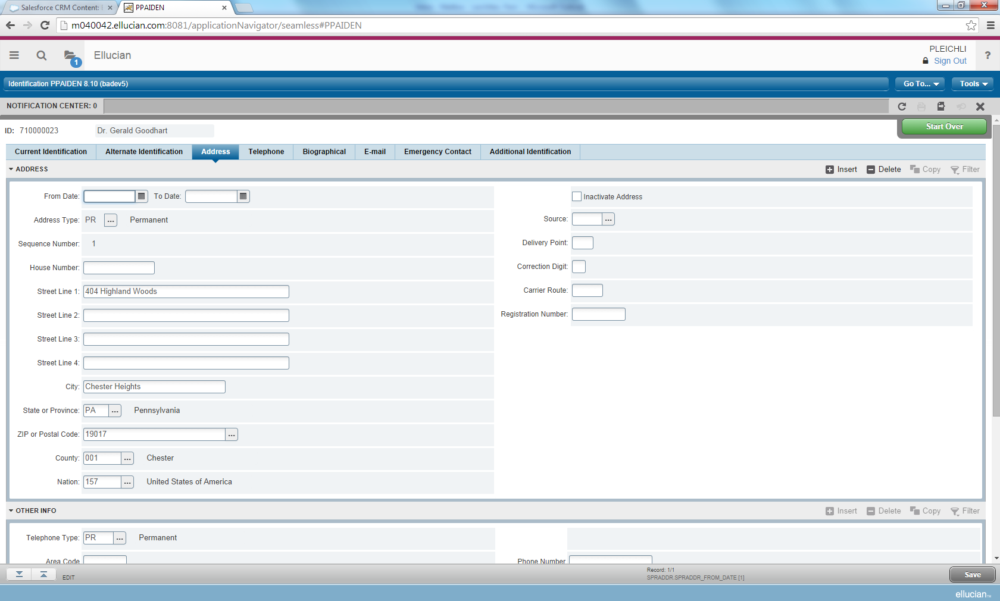 Salesforce CRM Content:
PPAIDEN
m040042.ellucian.com:8081/applicationNavigator/seamless#PPAIDEN
1
Ellucian
PLEICHLI
Sign Out
?
Identification PPAIDEN 8.10 (badev5)
Go To...
Tools
NOTIFICATION CENTER: 0
ID: 710000023
Dr. Gerald Goodhart
Start Over
Current Identification
Alternate Identification
Address
Telephone
Biographical
E-mail
Emergency Contact
Additional Identification
ADDRESS
Insert
Delete
Copy
Filter
From Date:
To Date:
Inactivate Address
Address Type: PR ... Permanent
Source: ...
Sequence Number: 1
Delivery Point:
House Number:
Correction Digit:
Street Line 1: 404 Highland Woods
Carrier Route:
Street Line 2:
Registration Number:
Street Line 3:
Street Line 4:
City: Chester Heights
State or Province: PA ... Pennsylvania
ZIP or Postal Code: 19017 ...
County: 001 ... Chester
Nation: 157 ... United States of America
OTHER INFO
Insert
Delete
Copy
Filter
Telephone Type: PR ... Permanent
Area Code
Phone Number
EDIT
Record: 1/1
SPRADDR.SPRADDR_FROM_DATE [1]
Save
ellucian